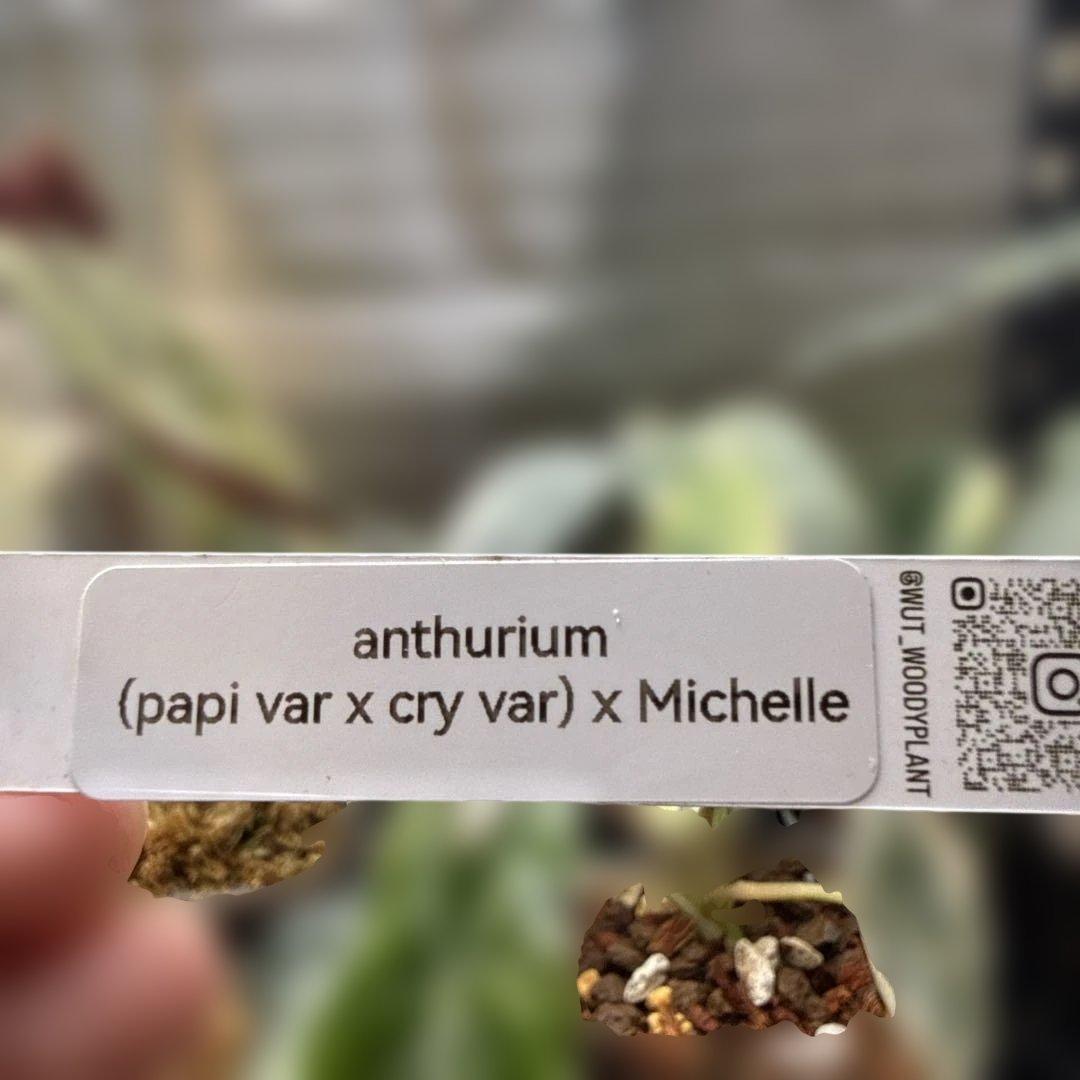 anthurium
(papi var x cry var) x Michelle
@WUT_WOODYPLANT